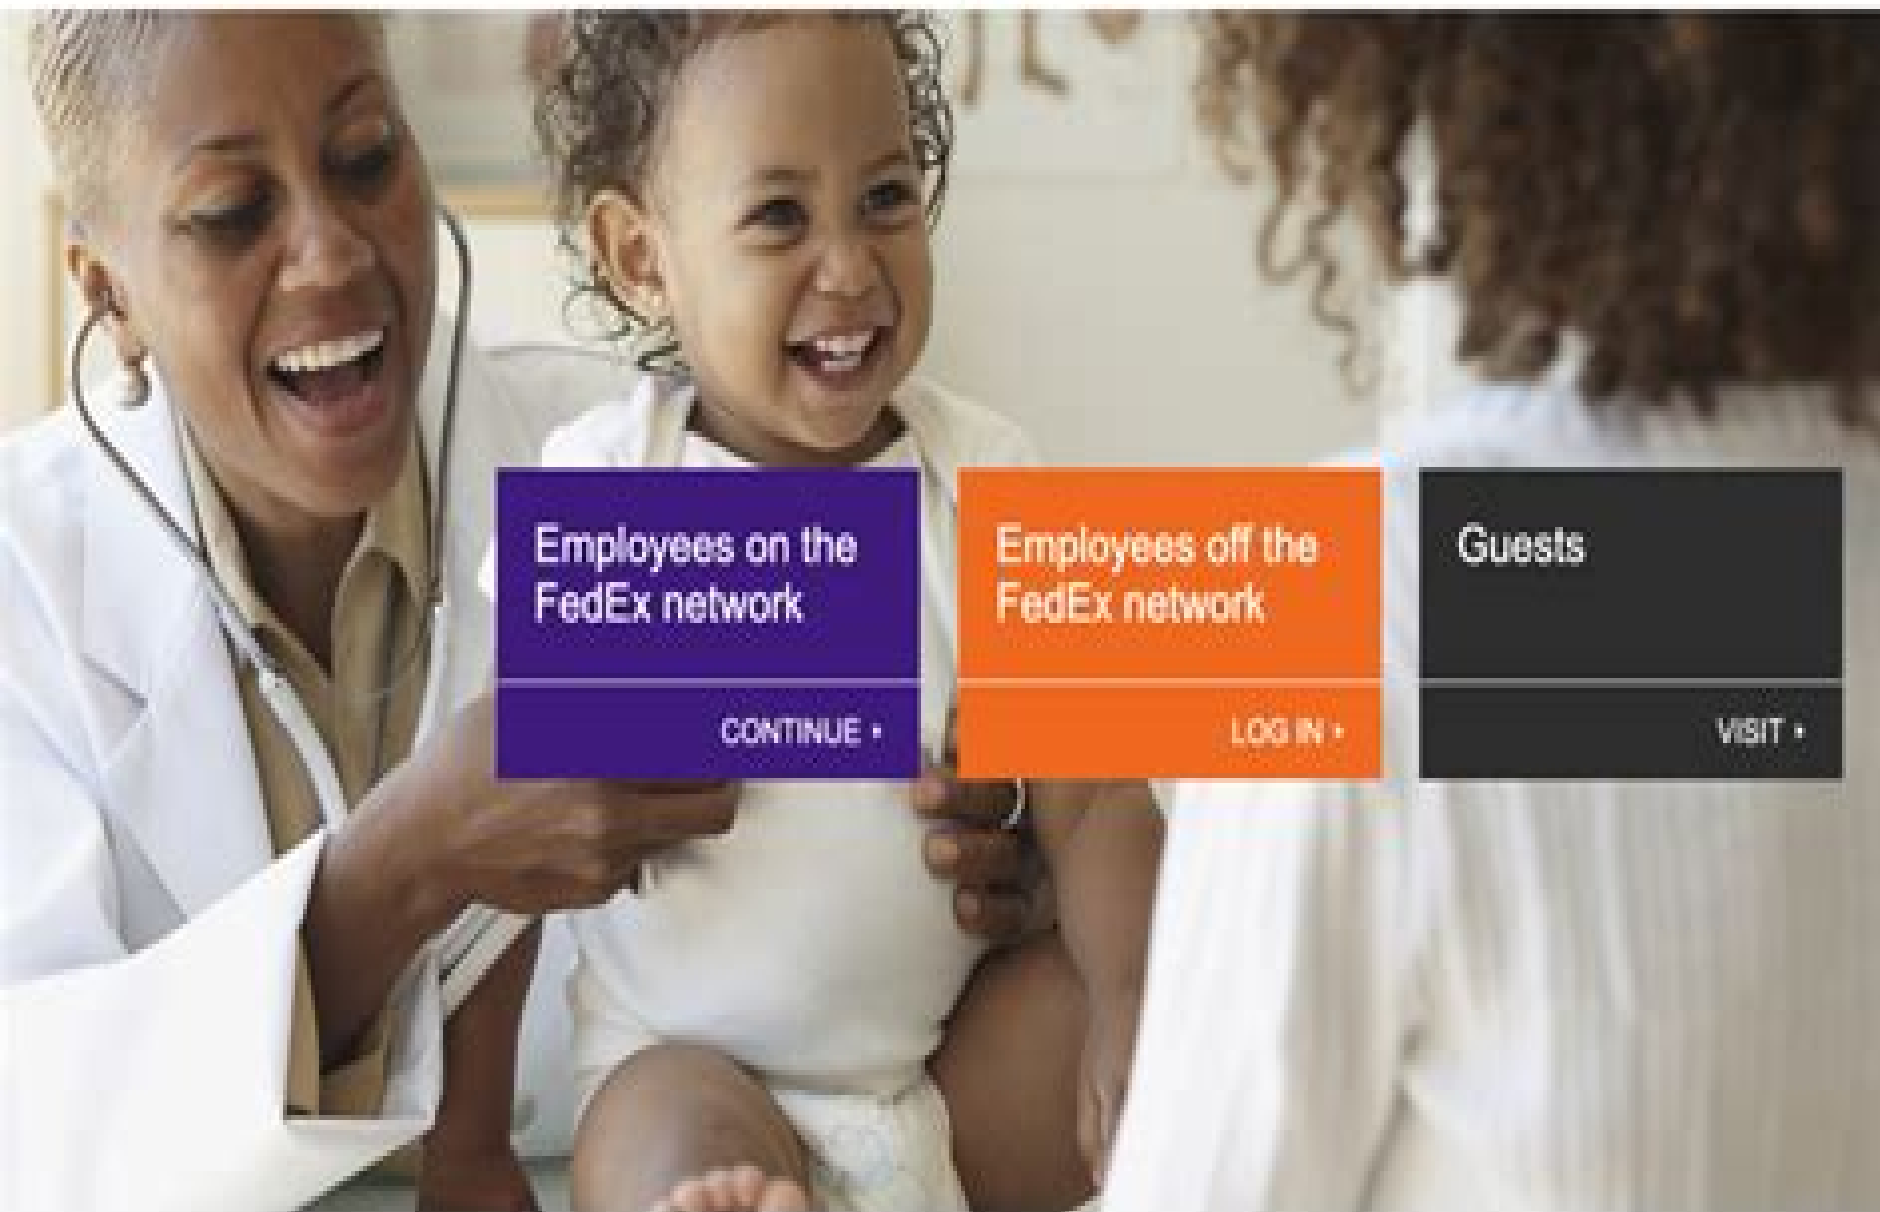 Employees on the
FedEx network
CONTINUE
Employees off the
FedEx network
LOG IN
Guests
VISIT